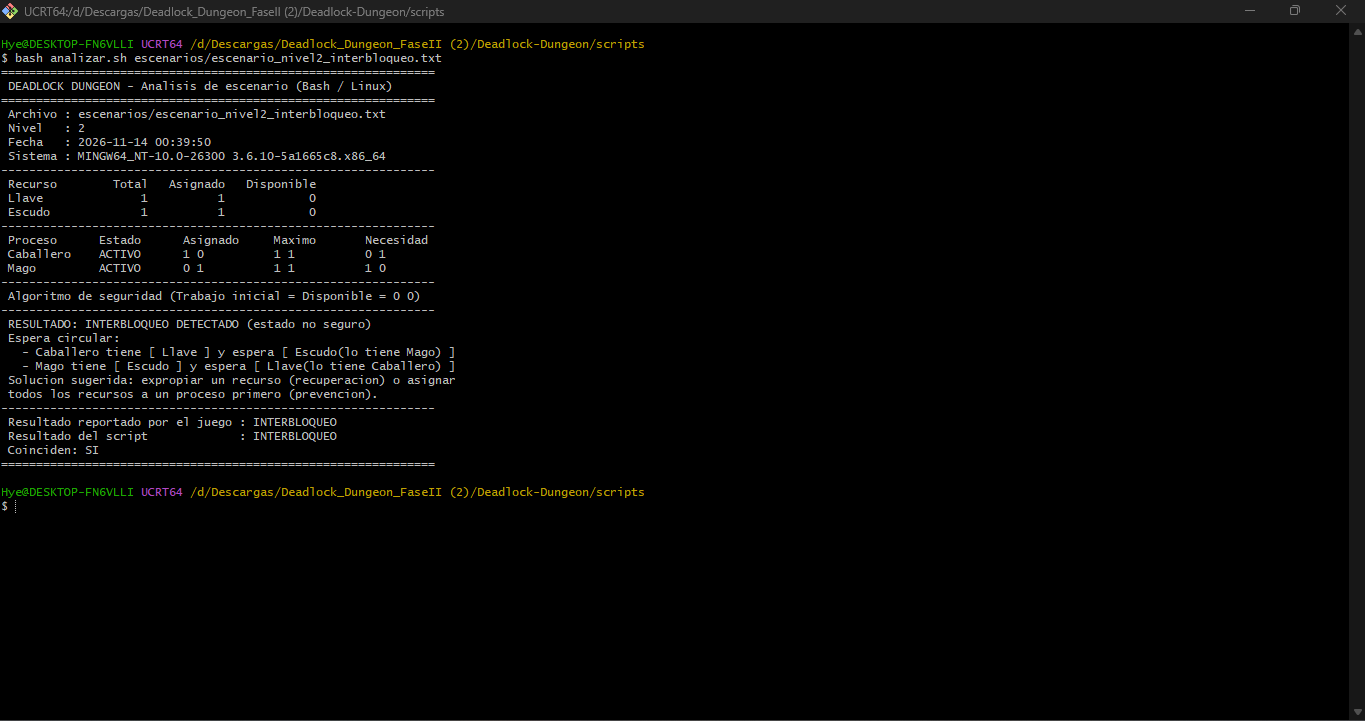 UCRT64:/d/Descargas/Deadlock_Dungeon_FaseII (2)/Deadlock-Dungeon/scripts
Hye@DESKTOP-FN6VLLI UCRT64 /d/Descargas/Deadlock_Dungeon_FaseII (2)/Deadlock-Dungeon/scripts
$ bash analizar.sh escenarios/escenario_nivel2_interbloqueo.txt
==============================================================
DEADLOCK DUNGEON - Analisis de escenario (Bash / Linux)
==============================================================
Archivo : escenarios/escenario_nivel2_interbloqueo.txt
Nivel   : 2
Fecha   : 2026-11-14 00:39:50
Sistema : MINGW64_NT-10.0-26300 3.6.10-5a1665c8.x86_64
--------------------------------------------------------------
Recurso        Total   Asignado   Disponible
Llave              1          1            0
Escudo             1          1            0
--------------------------------------------------------------
Proceso      Estado      Asignado     Maximo       Necesidad
Caballero    ACTIVO      1 0          1 1          0 1
Mago         ACTIVO      0 1          1 1          1 0
--------------------------------------------------------------
Algoritmo de seguridad (Trabajo inicial = Disponible = 0 0)
--------------------------------------------------------------
RESULTADO: INTERBLOQUEO DETECTADO (estado no seguro)
Espera circular:
- Caballero tiene [ Llave ] y espera [ Escudo(lo tiene Mago) ]
- Mago tiene [ Escudo ] y espera [ Llave(lo tiene Caballero) ]
Solucion sugerida: expropiar un recurso (recuperacion) o asignar
todos los recursos a un proceso primero (prevencion).
--------------------------------------------------------------
Resultado reportado por el juego : INTERBLOQUEO
Resultado del script             : INTERBLOQUEO
Coinciden: SI
==============================================================
Hye@DESKTOP-FN6VLLI UCRT64 /d/Descargas/Deadlock_Dungeon_FaseII (2)/Deadlock-Dungeon/scripts
$